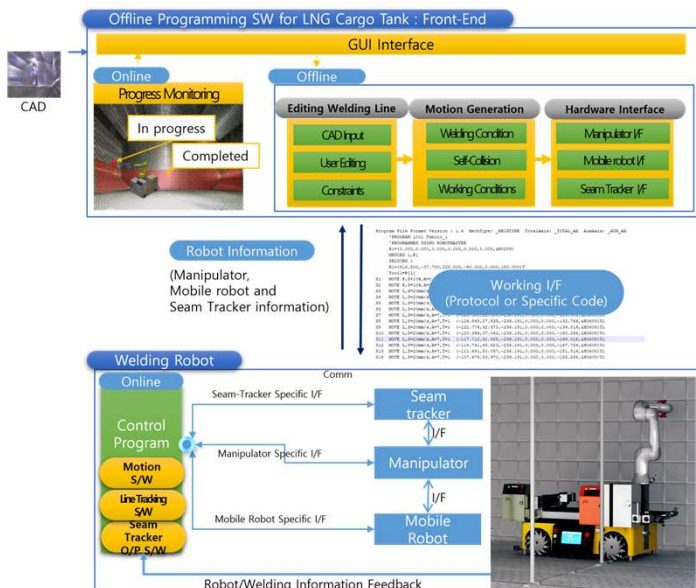 Offline Programming SW for LNG Cargo Tank : Front-End
GUI Interface
CAD
Online
Offline
Progress Monitoring
In progress
Completed
Editing Welding Line
CAD Input
User Editing
Constraints
Motion Generation
Welding Condition
Self-Collision
Working Conditions
Hardware Interface
Manipulator I/F
Mobile robot I/F
Seam Tracker I/F
Robot Information
(Manipulator,
Mobile robot and
Seam Tracker information)
Working I/F
(Protocol or Specific Code)
Welding Robot
Online
Control
Program
Motion
S/W
Line Tracking
S/W
Seam
Tracker
O/P S/W
Comm
Seam-Tracker Specific I/F
Manipulator Specific I/F
Mobile Robot Specific I/F
Seam
tracker
I/F
Manipulator
I/F
Mobile
Robot
Robot/Welding Information Feedback